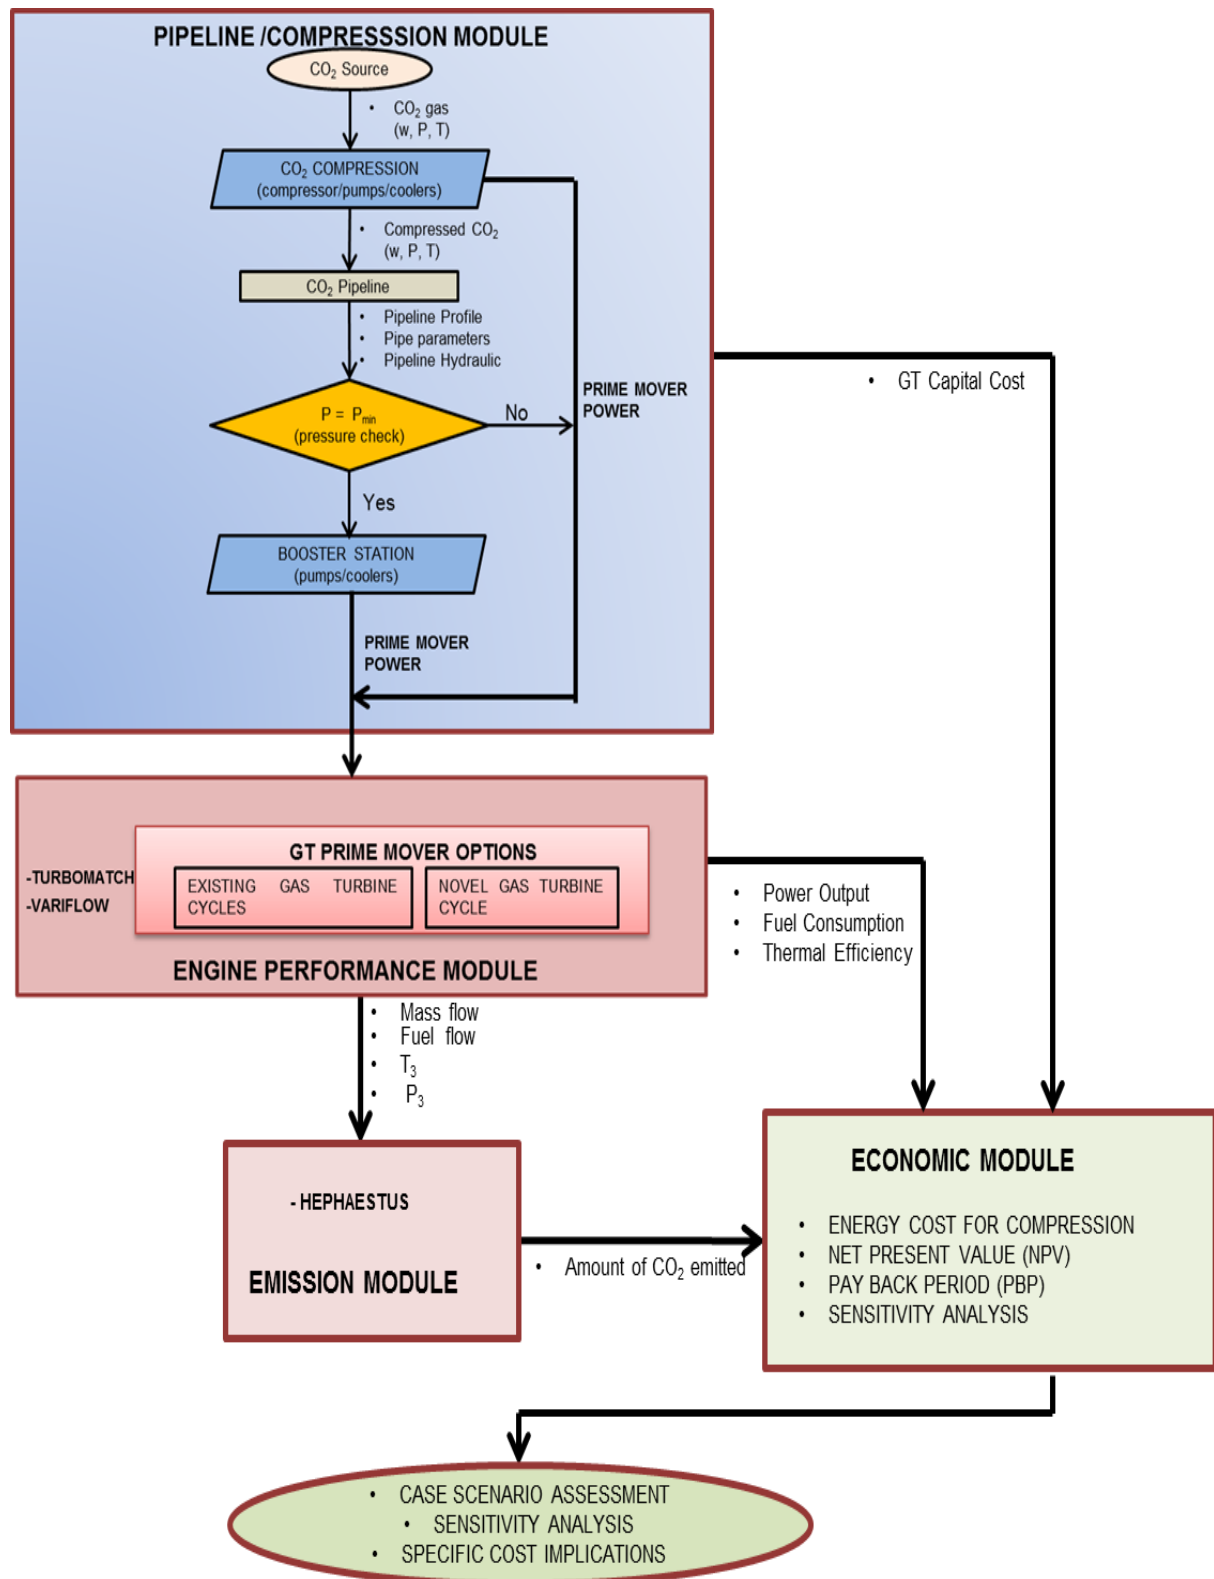 PIPELINE /COMPRESSSION MODULE
CO₂ Source
• CO₂ gas
(w, P, T)
CO₂ COMPRESSION
(compressor/pumps/coolers)
• Compressed CO₂
(w, P, T)
CO₂ Pipeline
• Pipeline Profile
• Pipe parameters
• Pipeline Hydraulic
P = Pmin
(pressure check)
No
PRIME MOVER
POWER
Yes
BOOSTER STATION
(pumps/coolers)
PRIME MOVER
POWER
• GT Capital Cost
GT PRIME MOVER OPTIONS
-TURBOMATCH
-VARIFLOW
EXISTING GAS TURBINE
CYCLES
NOVEL GAS TURBINE
CYCLE
ENGINE PERFORMANCE MODULE
• Power Output
• Fuel Consumption
• Thermal Efficiency
• Mass flow
• Fuel flow
• T₃
• P₃
- HEPHAESTUS
EMISSION MODULE
• Amount of CO₂ emitted
ECONOMIC MODULE
• ENERGY COST FOR COMPRESSION
• NET PRESENT VALUE (NPV)
• PAY BACK PERIOD (PBP)
• SENSITIVITY ANALYSIS
• CASE SCENARIO ASSESSMENT
• SENSITIVITY ANALYSIS
• SPECIFIC COST IMPLICATIONS